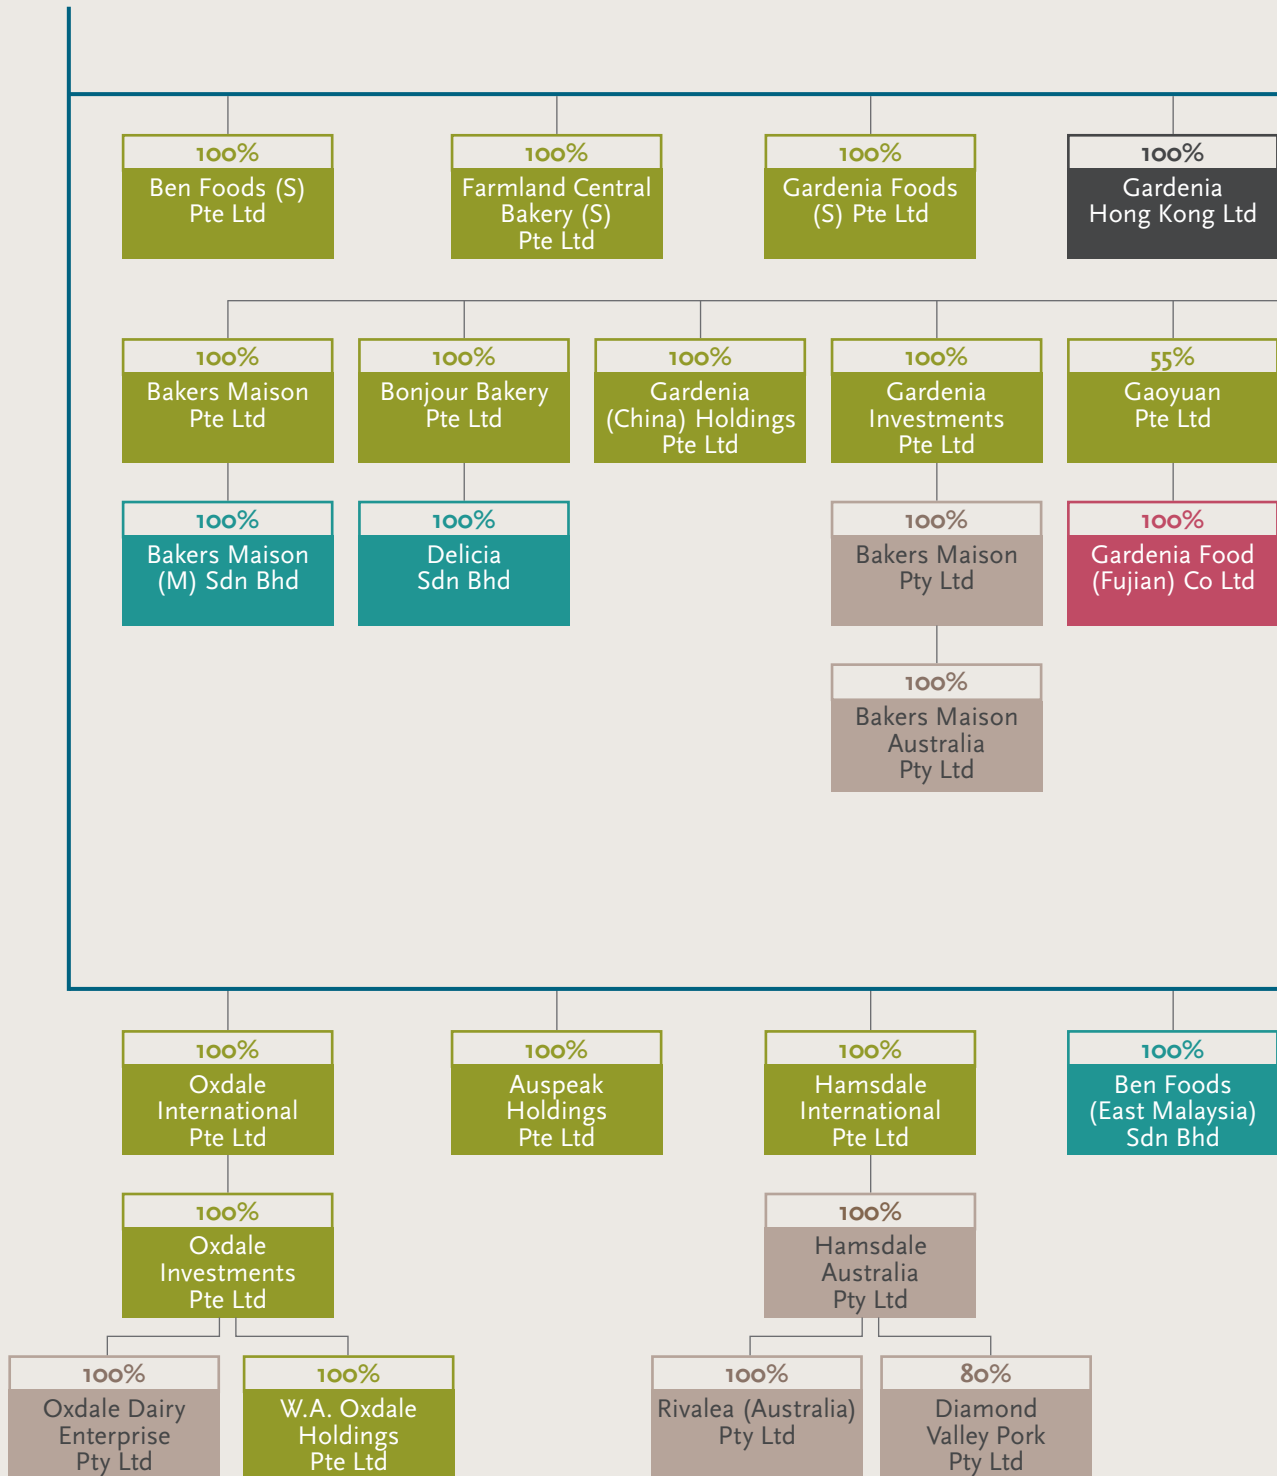 100%
Ben Foods (S)
Pte Ltd
100%
Farmland Central
Bakery (S)
Pte Ltd
100%
Gardenia Foods
(S) Pte Ltd
100%
Gardenia
Hong Kong Ltd
100%
Bakers Maison
Pte Ltd
100%
Bonjour Bakery
Pte Ltd
100%
Gardenia
(China) Holdings
Pte Ltd
100%
Gardenia
Investments
Pte Ltd
55%
Gaoyuan
Pte Ltd
100%
Bakers Maison
(M) Sdn Bhd
100%
Delicia
Sdn Bhd
100%
Bakers Maison
Pty Ltd
100%
Gardenia Food
(Fujian) Co Ltd
100%
Bakers Maison
Australia
Pty Ltd
100%
Oxdale
International
Pte Ltd
100%
Auspeak
Holdings
Pte Ltd
100%
Hamsdale
International
Pte Ltd
100%
Ben Foods
(East Malaysia)
Sdn Bhd
100%
Oxdale
Investments
Pte Ltd
100%
Hamsdale
Australia
Pty Ltd
100%
Oxdale Dairy
Enterprise
Pty Ltd
100%
W.A. Oxdale
Holdings
Pte Ltd
100%
Rivalea (Australia)
Pty Ltd
80%
Diamond
Valley Pork
Pty Ltd